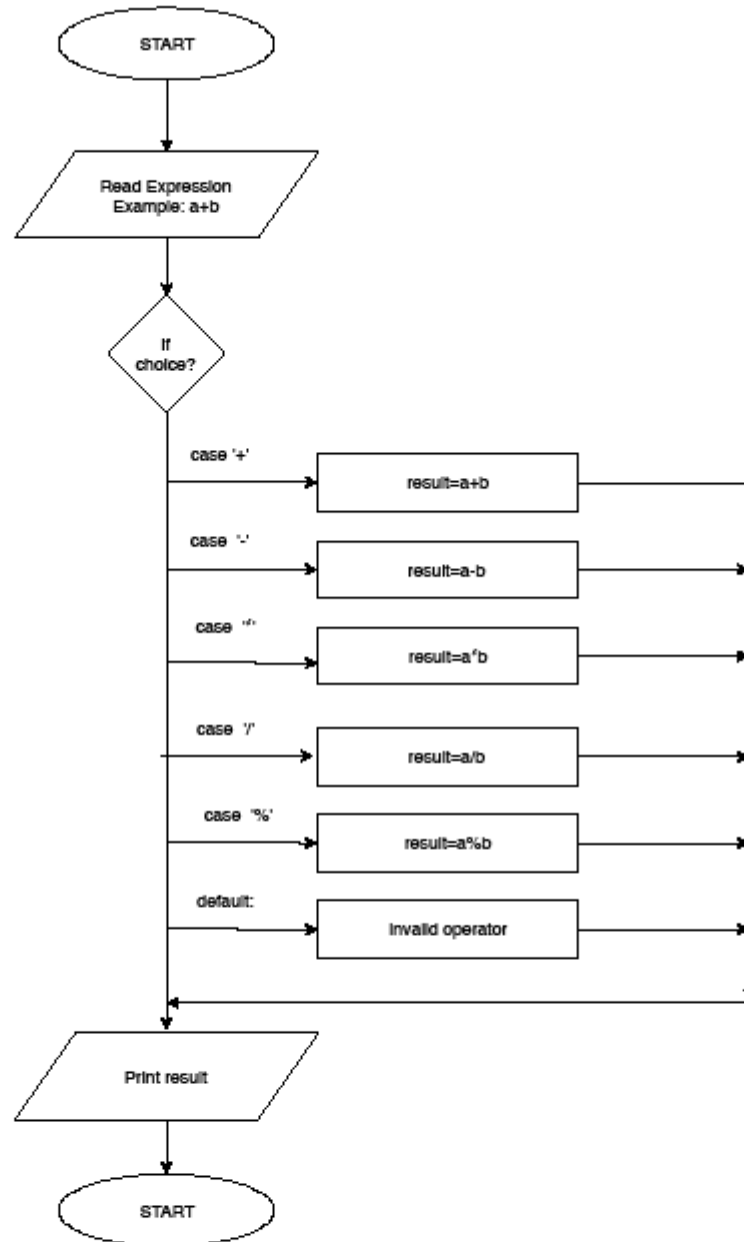 START
Read Expression
Example: a+b
If
choice?
case '+'
result=a+b
case '-'
result=a-b
case '*'
result=a*b
case '/'
result=a/b
case '%'
result=a%b
default:
Invalid operator
Print result
START